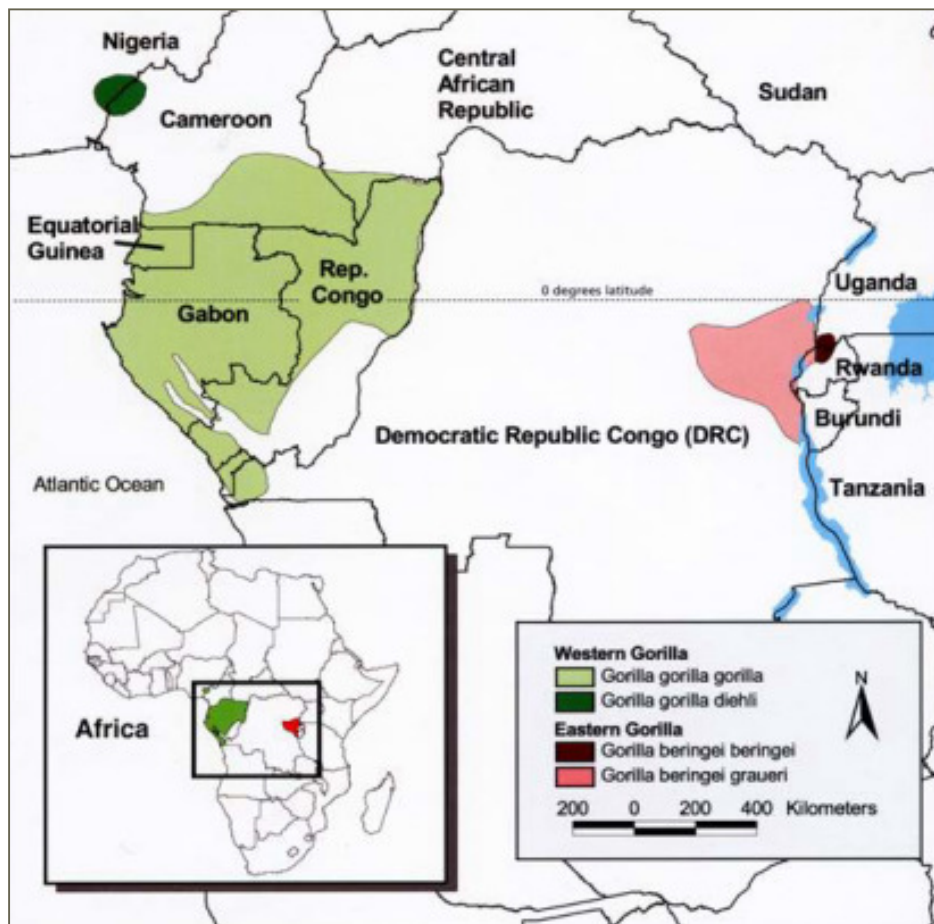 Nigeria
Cameroon
Central
African
Republic
Sudan
Equatorial
Guinea
Rep.
Congo
Gabon
0 degrees latitude
Uganda
Rwanda
Burundi
Democratic Republic Congo (DRC)
Tanzania
Atlantic Ocean
Africa
Western Gorilla
Gorilla gorilla gorilla
Gorilla gorilla diehli
Eastern Gorilla
Gorilla beringei beringei
Gorilla beringei graueri
N
200 0 200 400 Kilometers